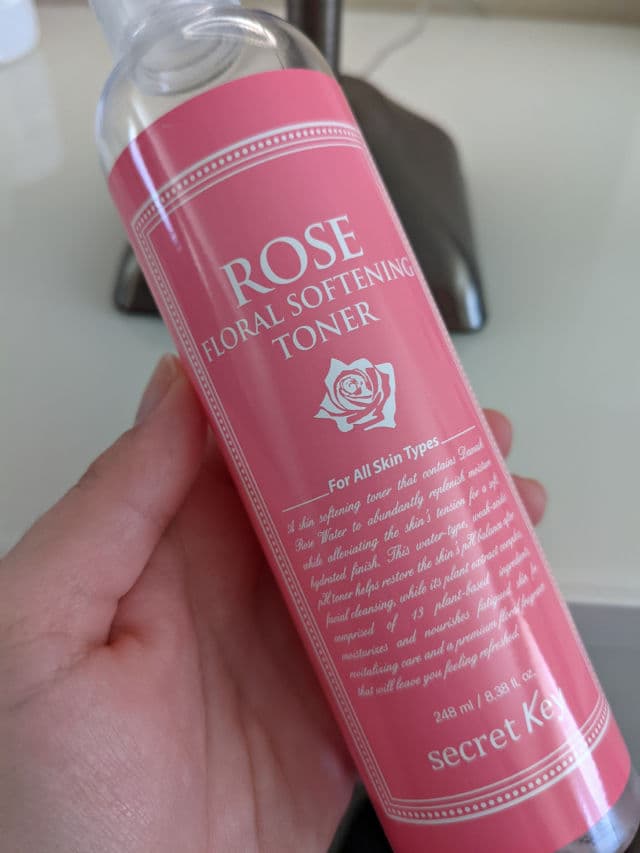 ROSE
FLORAL SOFTENING
TONER
For All Skin Types
A skin softening toner that contains Damask
Rose Water to abundantly replenish moisture
while alleviating the skin's tension for a soft,
hydrated finish. This water-type, weak-acidic
pH toner helps restore the skin's pH balance after
facial cleansing, while its plant extract complex
comprised of 13 plant-based ingredients
moisturizes and nourishes fatigued skin for
revitalizing care and a premium floral fragrance
that will leave you feeling refreshed.
248 ml / 8.38 fl. oz.
secret Key